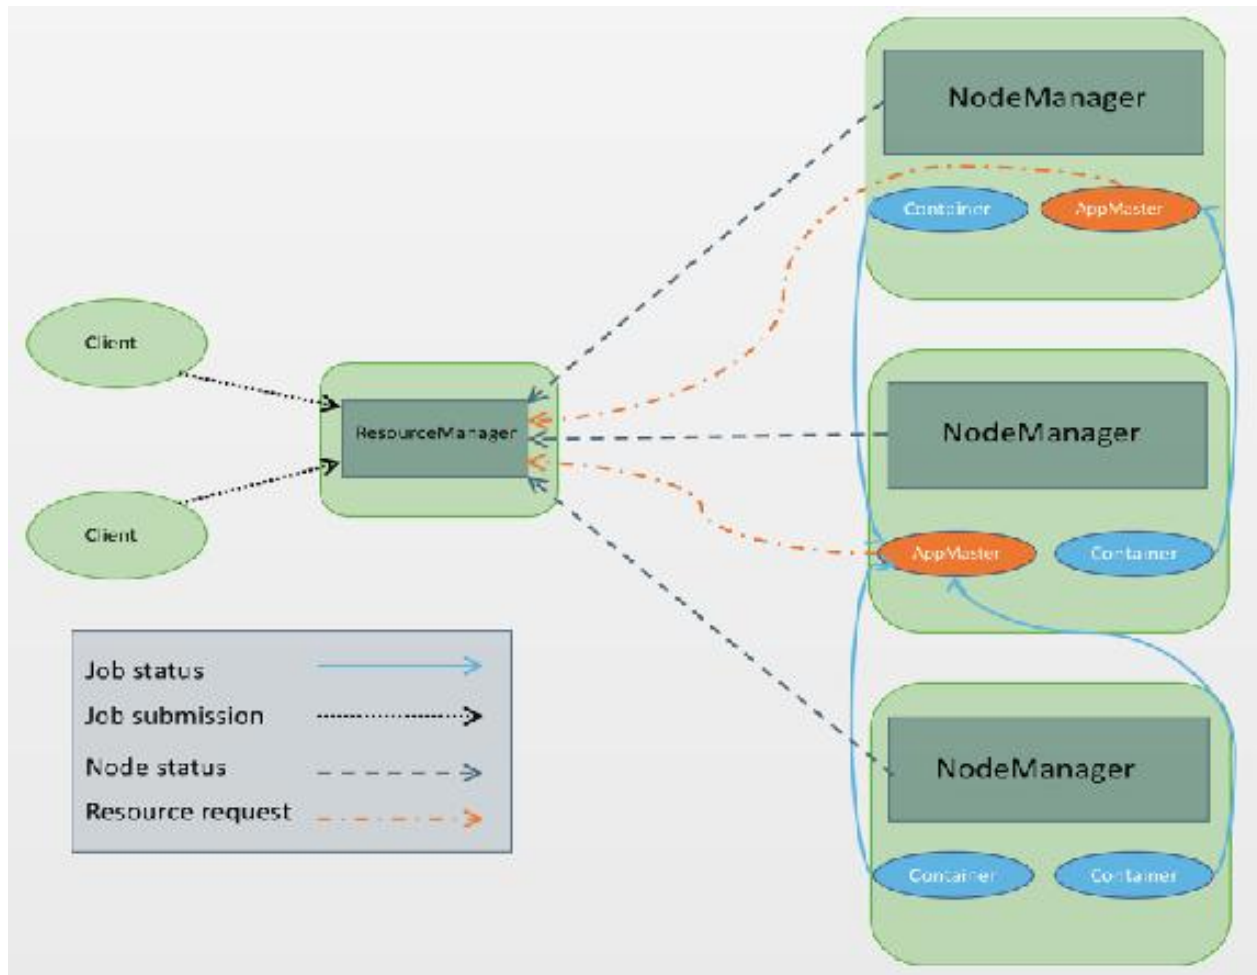 NodeManager
Container
AppMaster
Client
ResourceManager
NodeManager
Client
AppMaster
Container
Job status
Job submission
Node status
Resource request
NodeManager
Container
Container